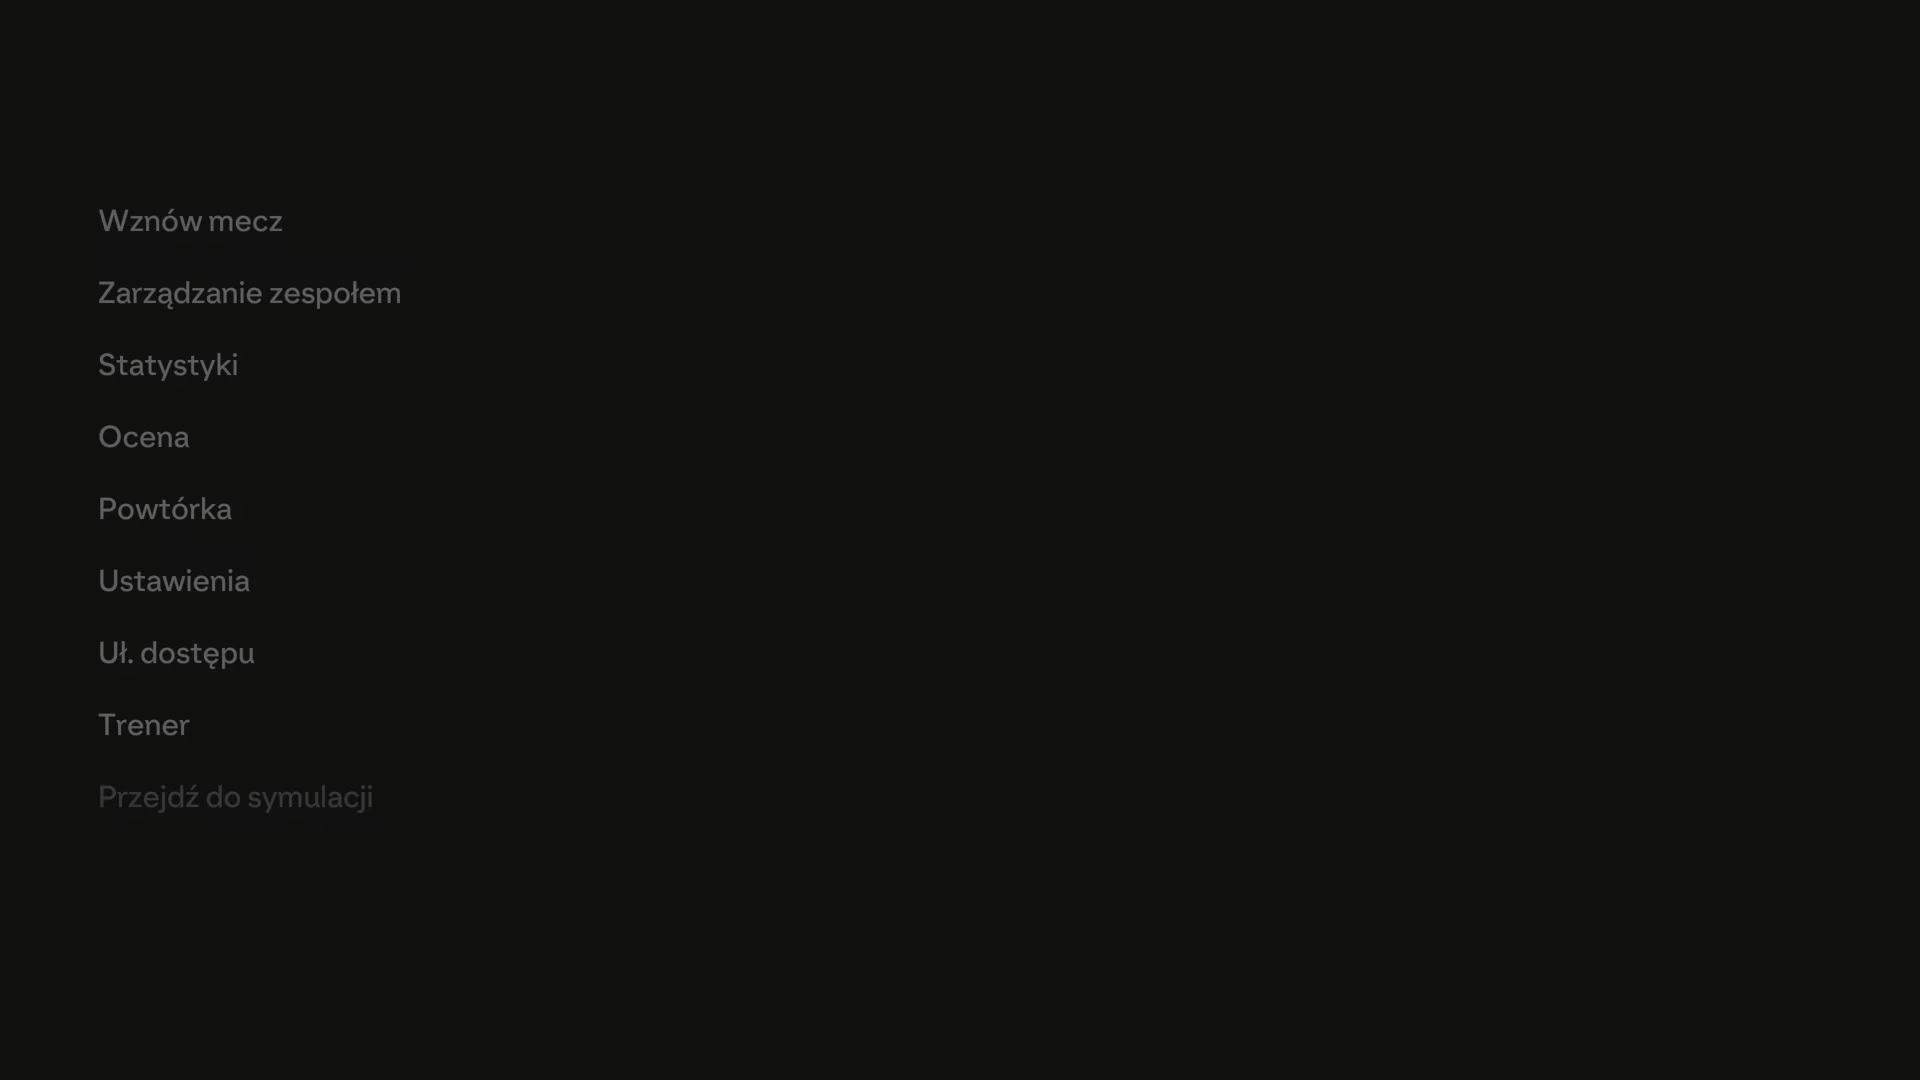 Wznów mecz
Zarządzanie zespołem
Statystyki
Ocena
Powtórka
Ustawienia
Uł. dostępu
Trener
Przejdź do symulacji